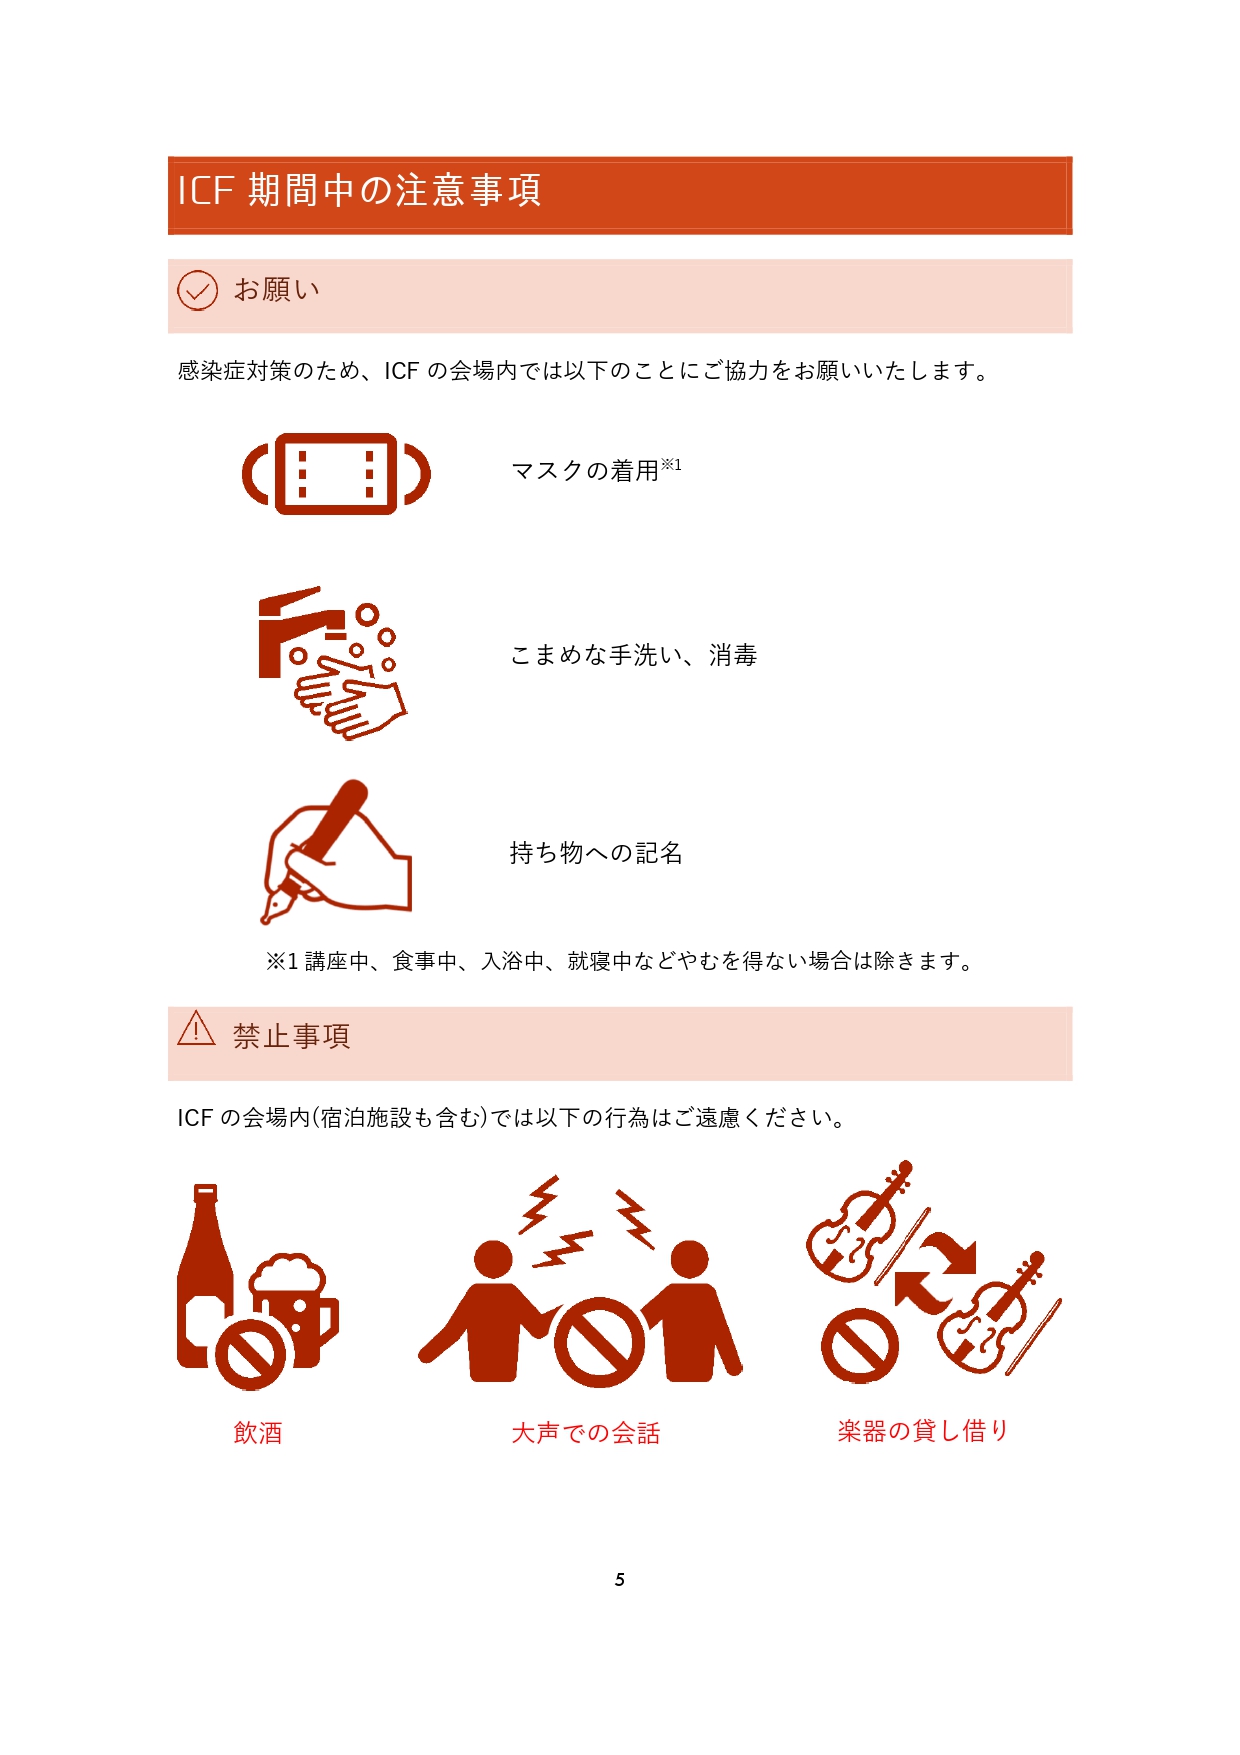 ICF 期間中の注意事項
お願い
感染症対策のため、ICF の会場内では以下のことにご協力をお願いいたします。
マスクの着用※1
こまめな手洗い、消毒
持ち物への記名
※1 講座中、食事中、入浴中、就寝中などやむを得ない場合は除きます。
禁止事項
ICF の会場内(宿泊施設も含む)では以下の行為はご遠慮ください。
飲酒
大声での会話
楽器の貸し借り
5